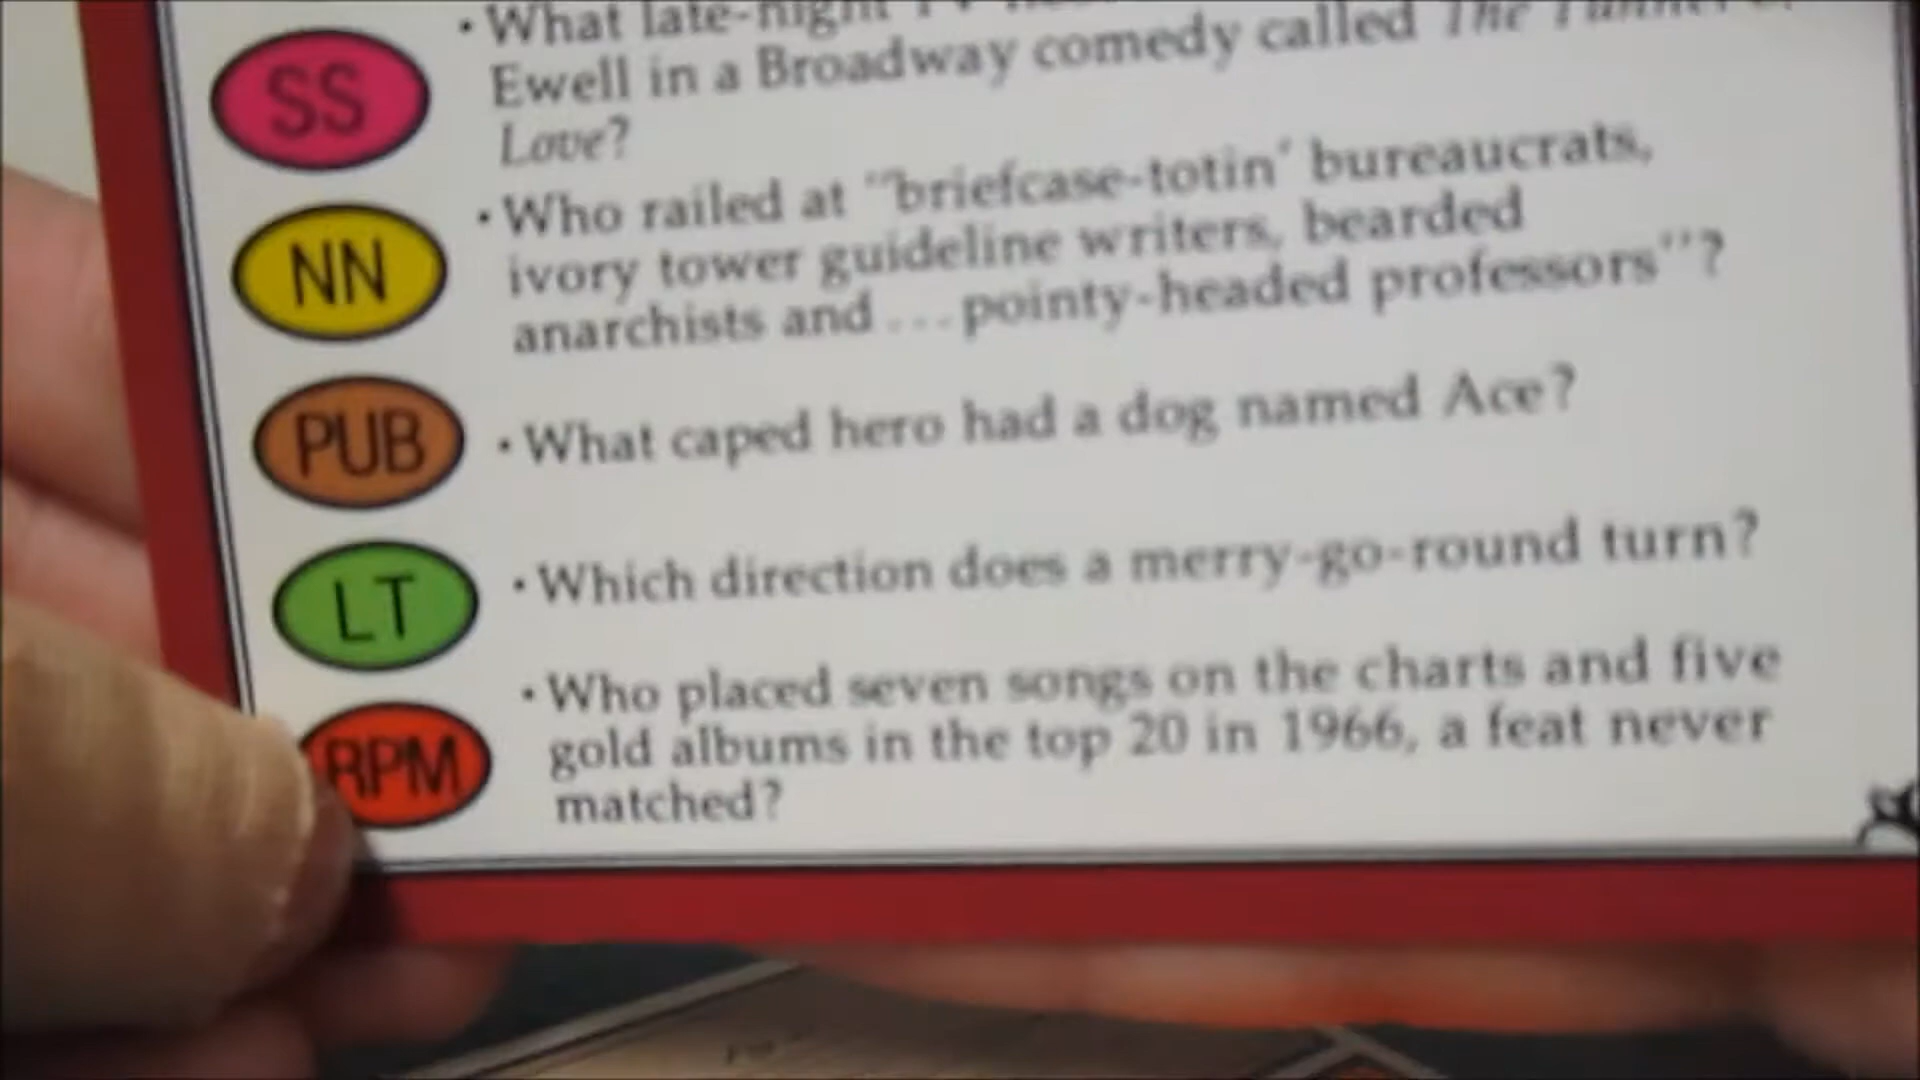 SS
• What late-night TV
Ewell in a Broadway comedy called The Tunnel
Love?
NN
• Who railed at "briefcase-totin' bureaucrats,
ivory tower guideline writers, bearded
anarchists and...pointy-headed professors"?
PUB
• What caped hero had a dog named Ace?
LT
• Which direction does a merry-go-round turn?
RPM
• Who placed seven songs on the charts and five
gold albums in the top 20 in 1966, a feat never
matched?